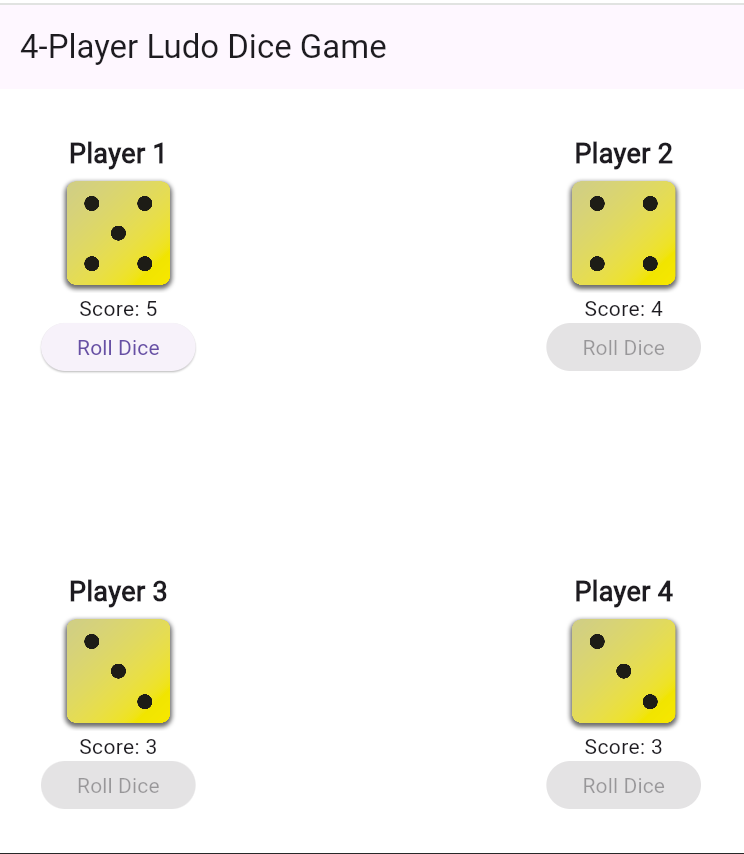 4-Player Ludo Dice Game
Player 1
Score: 5
Roll Dice
Player 2
Score: 4
Roll Dice
Player 3
Score: 3
Roll Dice
Player 4
Score: 3
Roll Dice